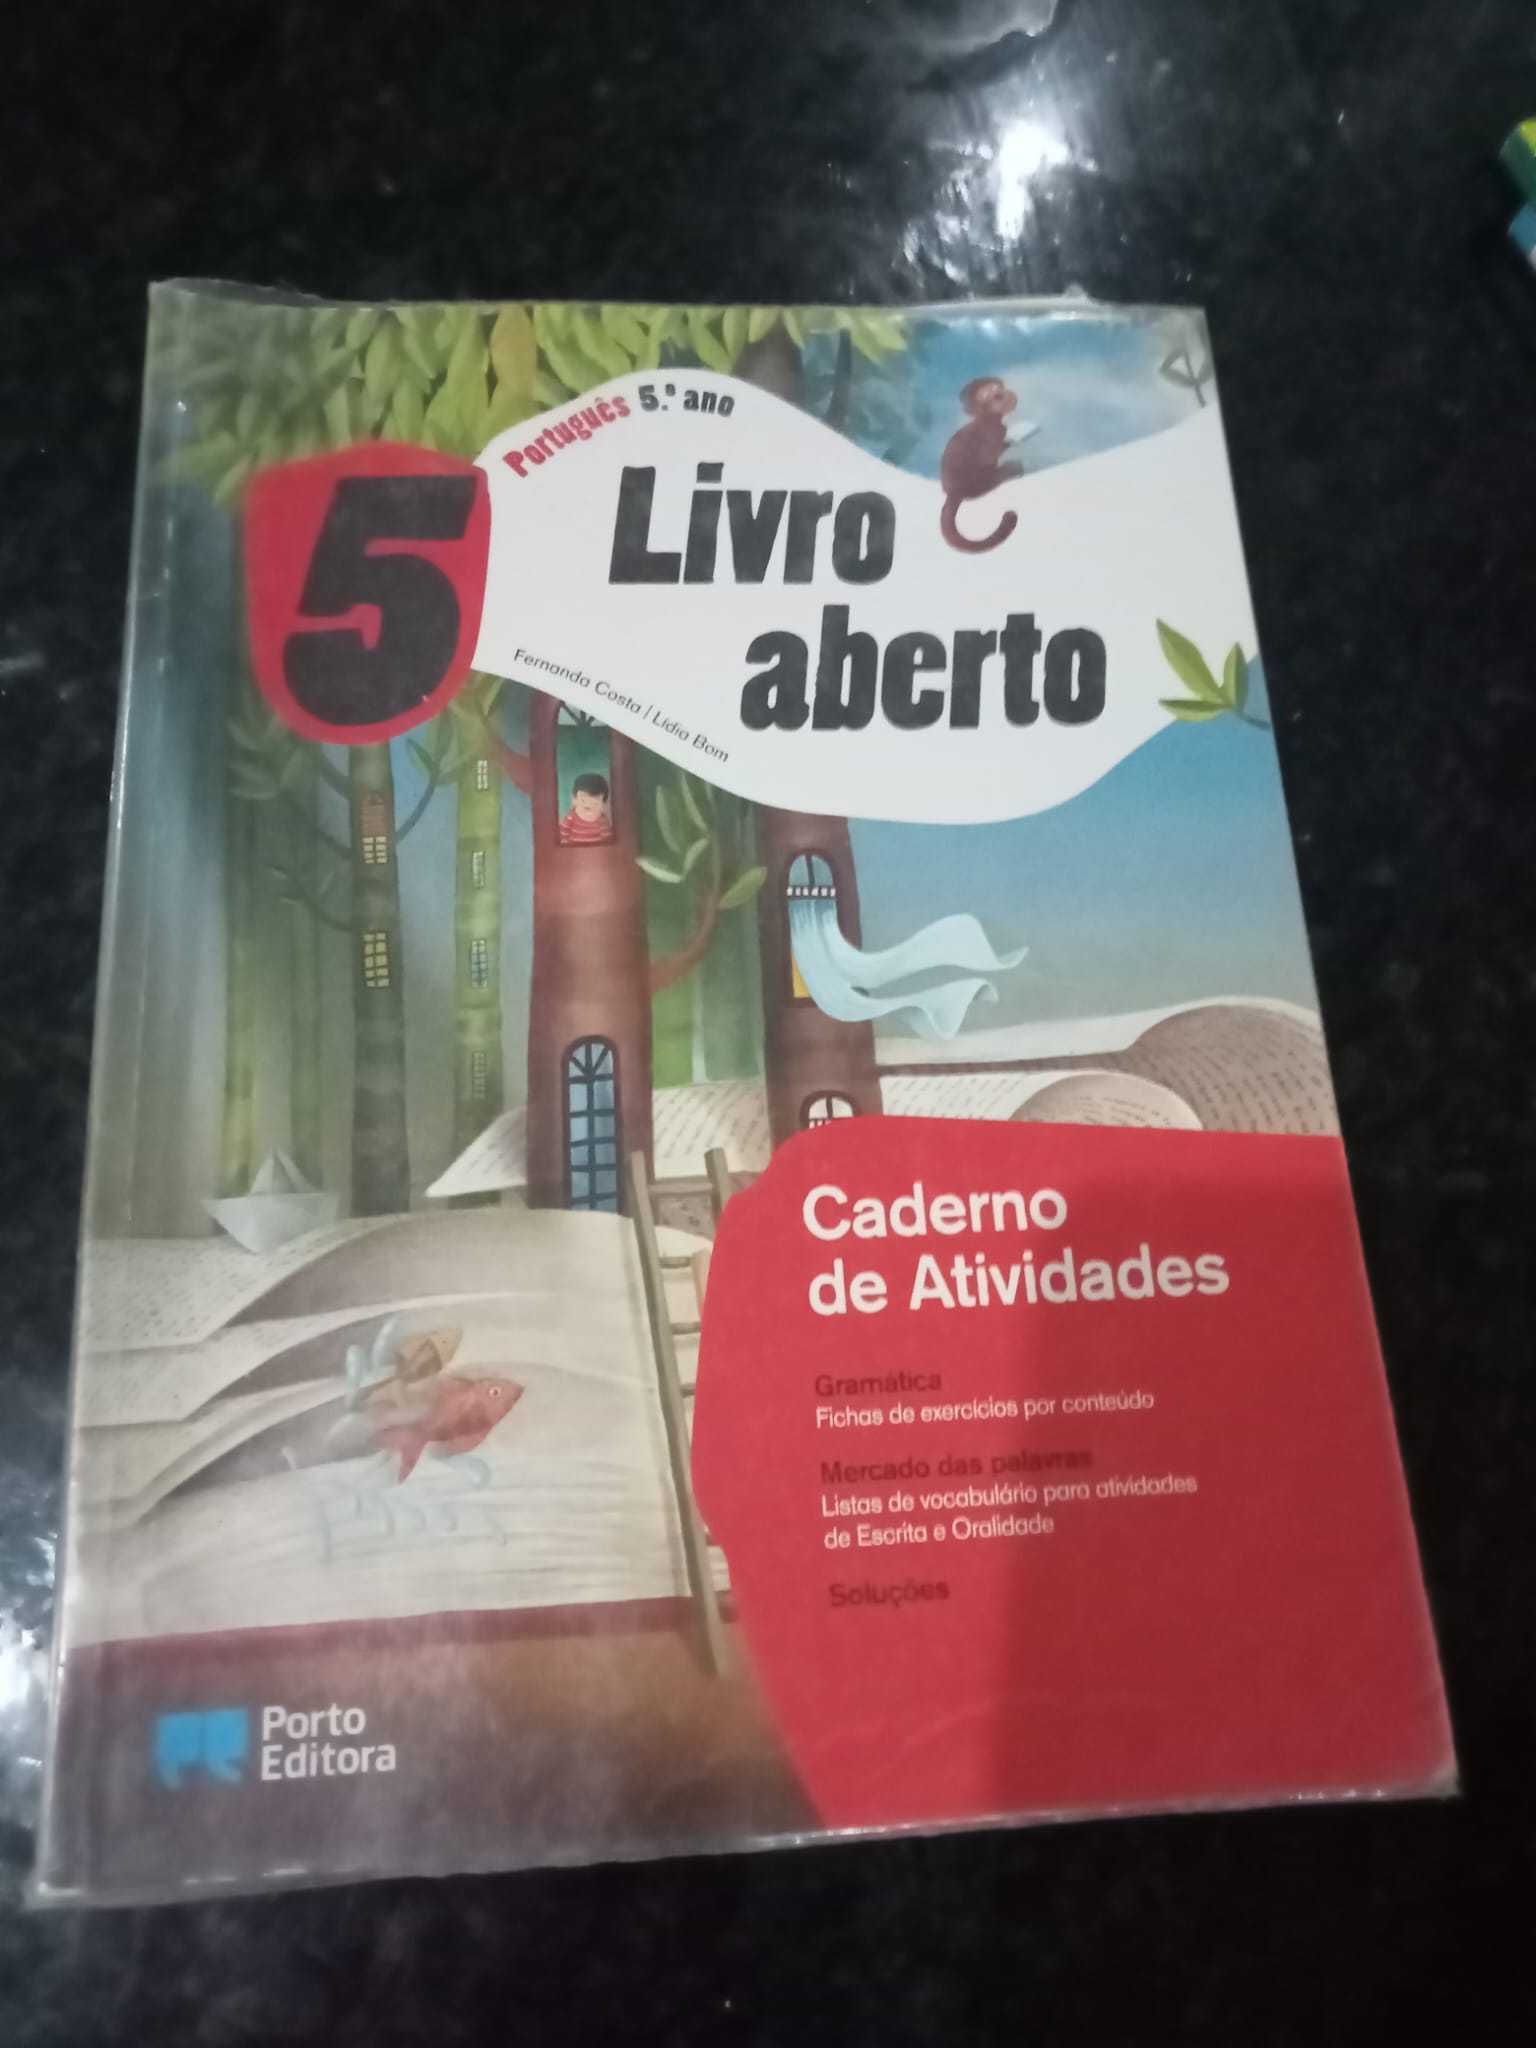 Português 5.º ano
5
Livro
aberto
Fernanda Costa / Lídia Bom
Caderno
de Atividades
Gramática
Fichas de exercícios por conteúdo
Mercado das palavras
Listas de vocabulário para atividades
de Escrita e Oralidade
Soluções
Porto
Editora